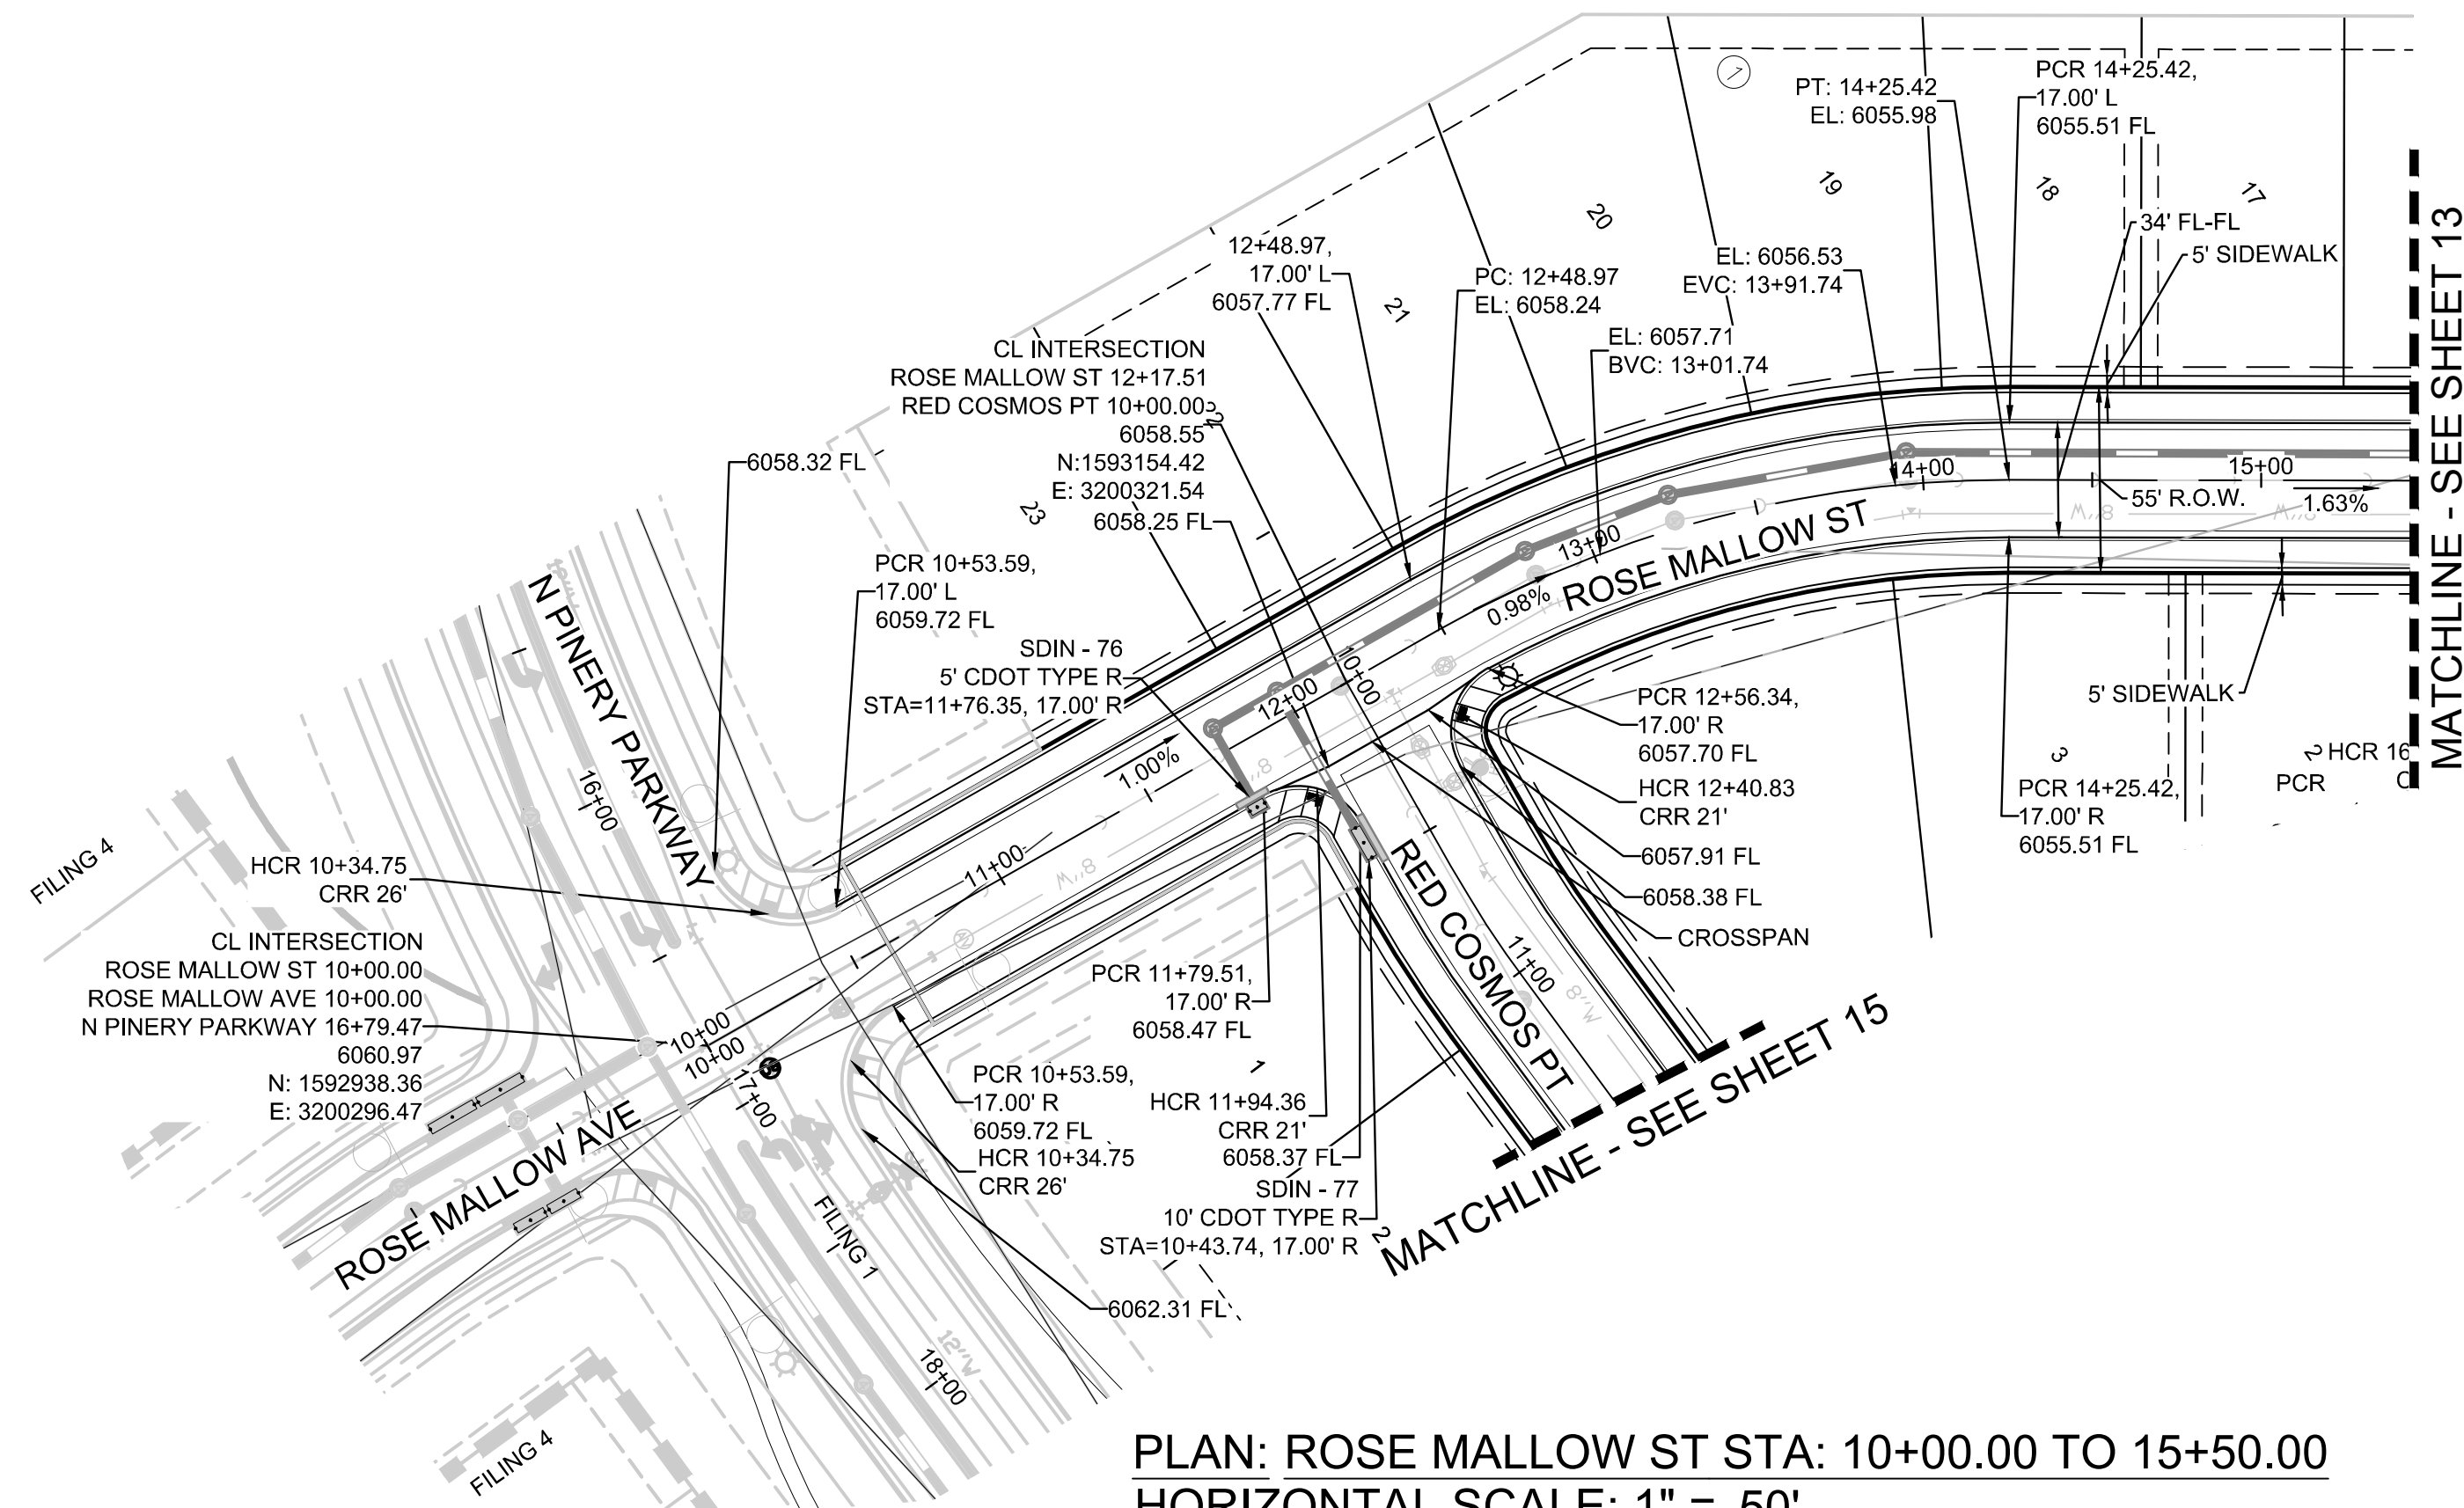 PT: 14+25.42
EL: 6055.98
PCR 14+25.42,
17.00' L
6055.51 FL
1
19
18
17
20
21
23
34' FL-FL
5' SIDEWALK
12+48.97,
17.00' L
6057.77 FL
PC: 12+48.97
EL: 6058.24
EL: 6056.53
EVC: 13+91.74
EL: 6057.71
BVC: 13+01.74
MATCHLINE - SEE SHEET 13
CL INTERSECTION
ROSE MALLOW ST 12+17.51
RED COSMOS PT 10+00.00
6058.55
N:1593154.42
E: 3200321.54
6058.25 FL
6058.32 FL
PCR 10+53.59,
17.00' L
6059.72 FL
SDIN - 76
5' CDOT TYPE R
STA=11+76.35, 17.00' R
N PINERY PARKWAY
12"W
16+00
14+00
15+00
55' R.O.W.
1.63%
8"W
8"W
13+00
ROSE MALLOW ST
0.98%
10+00
12+00
8"W
1.00%
11+00
8"W
5' SIDEWALK
PCR 12+56.34,
17.00' R
6057.70 FL
HCR 12+40.83
CRR 21'
6057.91 FL
6058.38 FL
CROSSPAN
3
2
HCR 16
PCR
PCR 14+25.42,
17.00' R
6055.51 FL
FILING 4
HCR 10+34.75
CRR 26'
CL INTERSECTION
ROSE MALLOW ST 10+00.00
ROSE MALLOW AVE 10+00.00
N PINERY PARKWAY 16+79.47
6060.97
N: 1592938.36
E: 3200296.47
10+00
10+00
17+00
ROSE MALLOW AVE
RED COSMOS PT
11+00
8"W
PCR 11+79.51,
17.00' R
6058.47 FL
PCR 10+53.59,
17.00' R
6059.72 FL
HCR 10+34.75
CRR 26'
1
HCR 11+94.36
CRR 21'
6058.37 FL
SDIN - 77
10' CDOT TYPE R
STA=10+43.74, 17.00' R
2
MATCHLINE - SEE SHEET 15
FILING 1
6062.31 FL
12"W
18+00
FILING 4
PLAN: ROSE MALLOW ST STA: 10+00.00 TO 15+50.00
HORIZONTAL SCALE: 1" = 50'